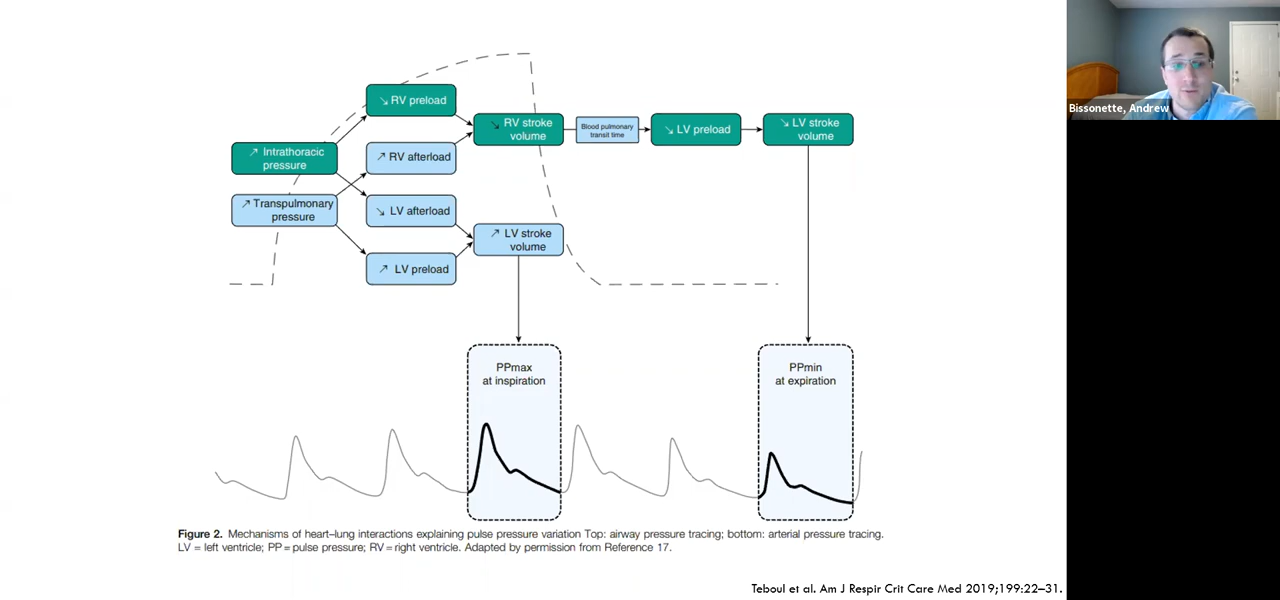 ↘ RV preload
↘ RV stroke
volume
Blood pulmonary
transit time
↘ LV preload
↘ LV stroke
volume
↗ Intrathoracic
pressure
↗ RV afterload
↗ Transpulmonary
pressure
↘ LV afterload
↗ LV stroke
volume
↗ LV preload
PPmax
at inspiration
PPmin
at expiration
Figure 2. Mechanisms of heart–lung interactions explaining pulse pressure variation Top: airway pressure tracing; bottom: arterial pressure tracing.
LV = left ventricle; PP = pulse pressure; RV = right ventricle. Adapted by permission from Reference 17.
Teboul et al. Am J Respir Crit Care Med 2019;199:22–31.
Bissonette, Andrew